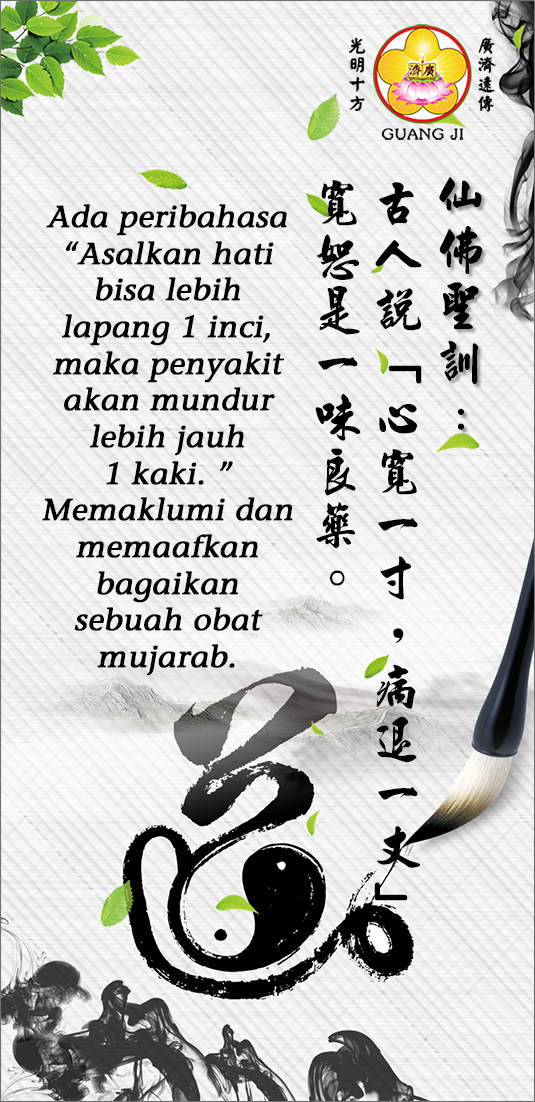 光明十方
廣濟遠傳
廣濟
GUANG JI
仙佛聖訓：
古人說「心寬一寸，病退一丈」
寬恕是一味良藥。
Ada peribahasa
“Asalkan hati
bisa lebih
lapang 1 inci,
maka penyakit
akan mundur
lebih jauh
1 kaki. ”
Memaklumi dan
memaafkan
bagaikan
sebuah obat
mujarab.